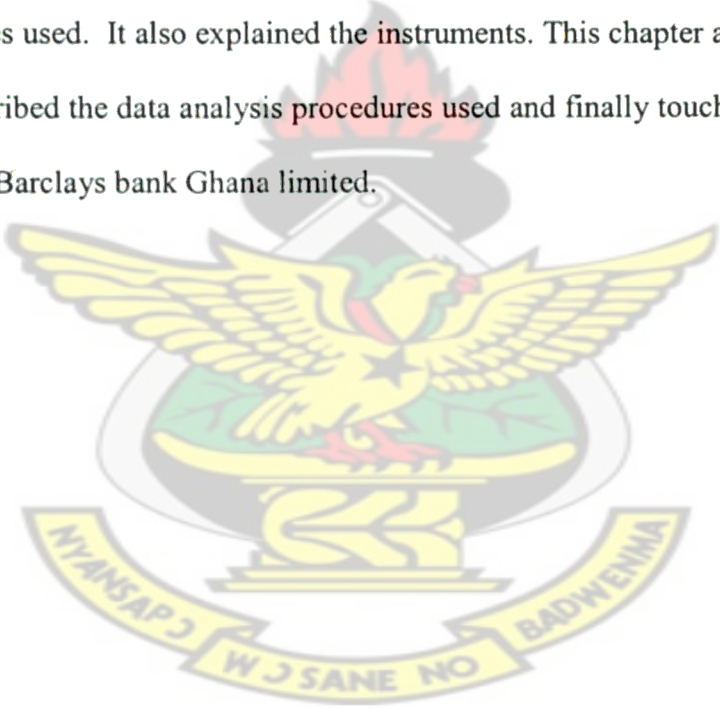 s used. It also explained the instruments. This chapter a
ribed the data analysis procedures used and finally touch
Barclays bank Ghana limited.
NYANSAPƆ
WƆSANE NO
BADWENMA